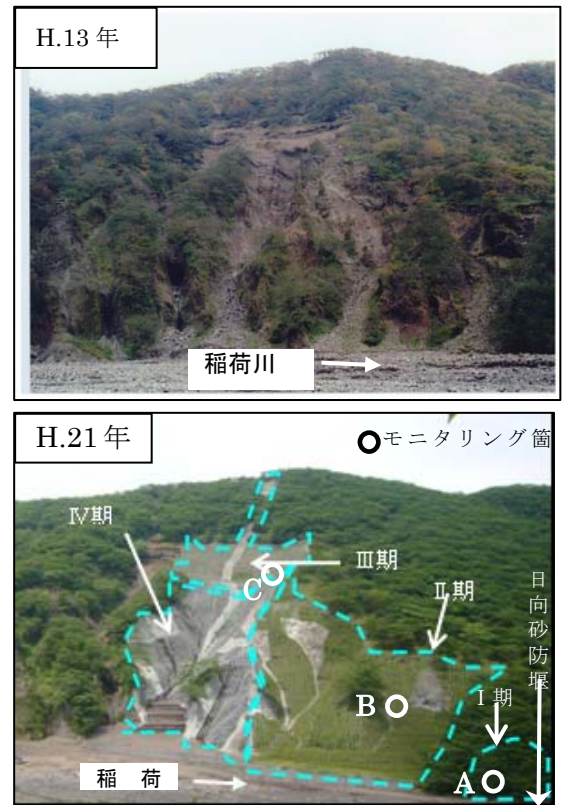 H.13年
稲荷川
H.21年
モニタリング箇
Ⅳ期
Ⅲ期
C
Ⅱ期
日向砂防堰
Ⅰ期
B
A
稲 荷